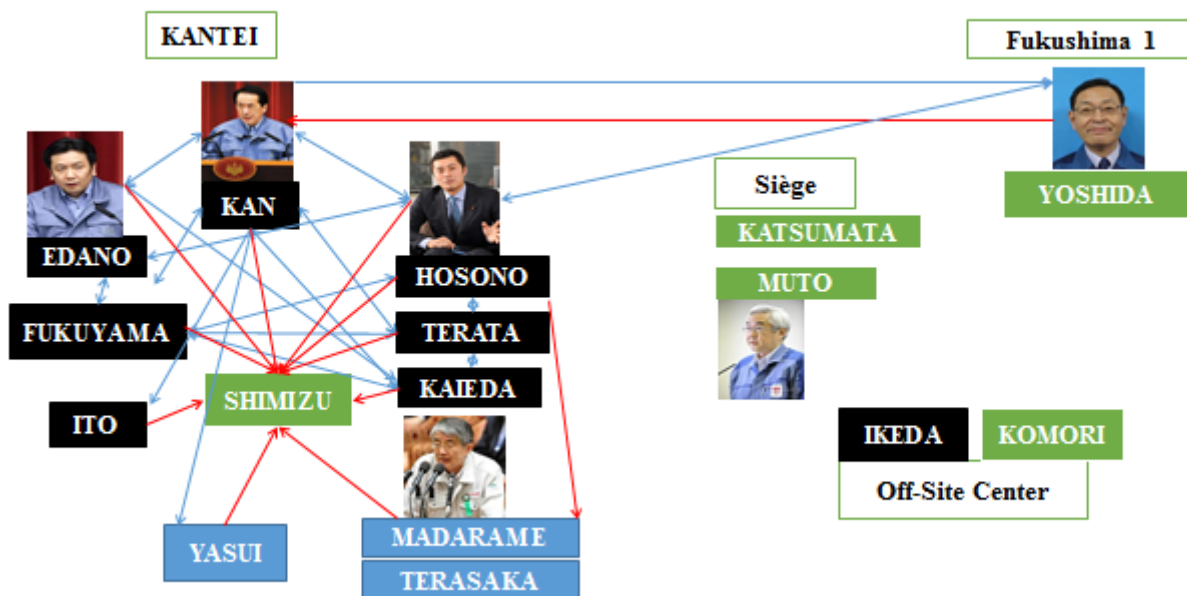 KANTEI
Fukushima 1
KAN
Siège
YOSHIDA
KATSUMATA
EDANO
HOSONO
MUTO
FUKUYAMA
TERATA
SHIMIZU
KAIEDA
ITO
IKEDA
KOMORI
Off-Site Center
YASUI
MADARAME
TERASAKA